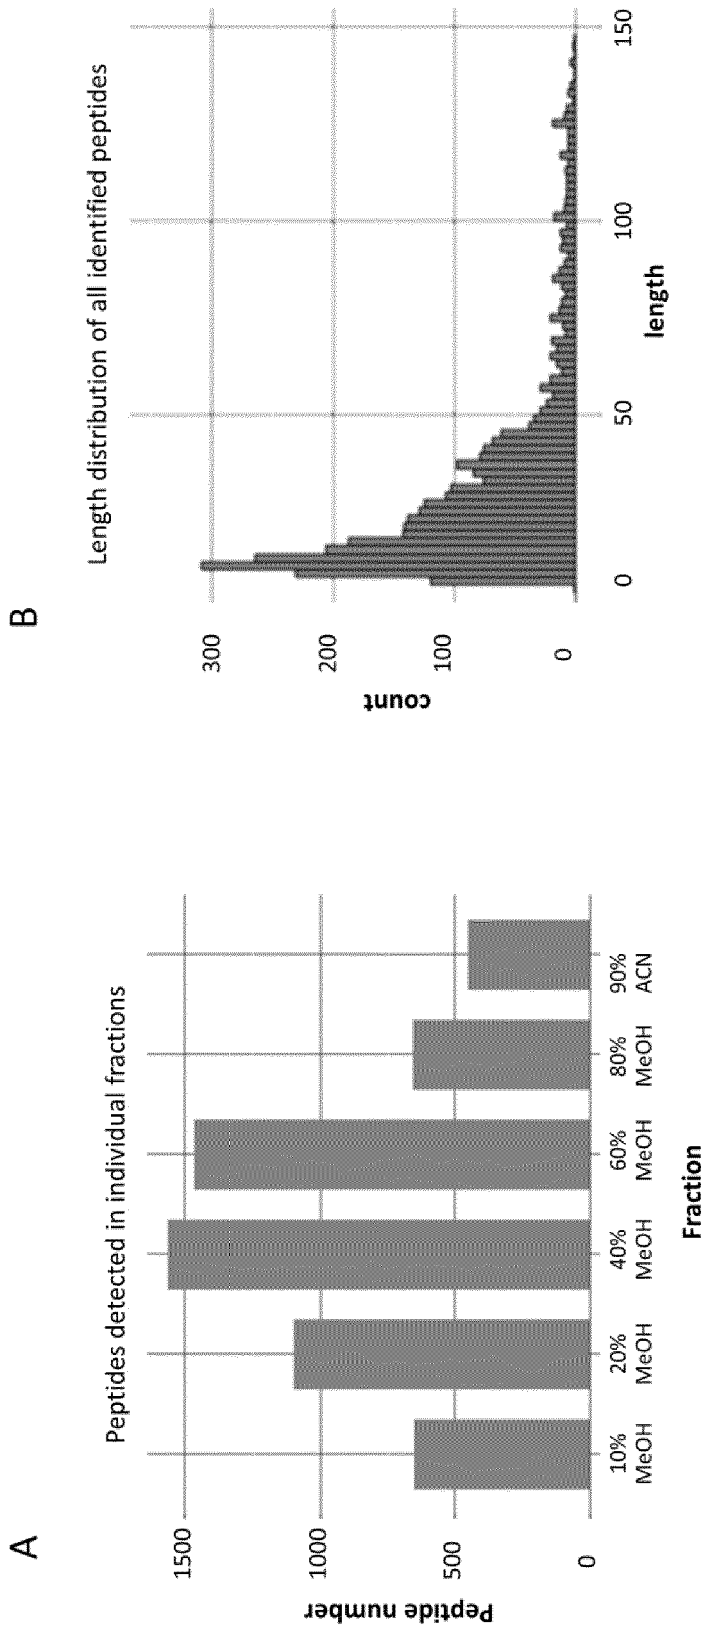 A
Peptides detected in individual fractions
Peptide number
1500
1000
500
0
10% 20% 40% 60% 80% 90%
MeOH MeOH MeOH MeOH MeOH ACN
Fraction
B
Length distribution of all identified peptides
count
300
200
100
0
0 50 100 150
length